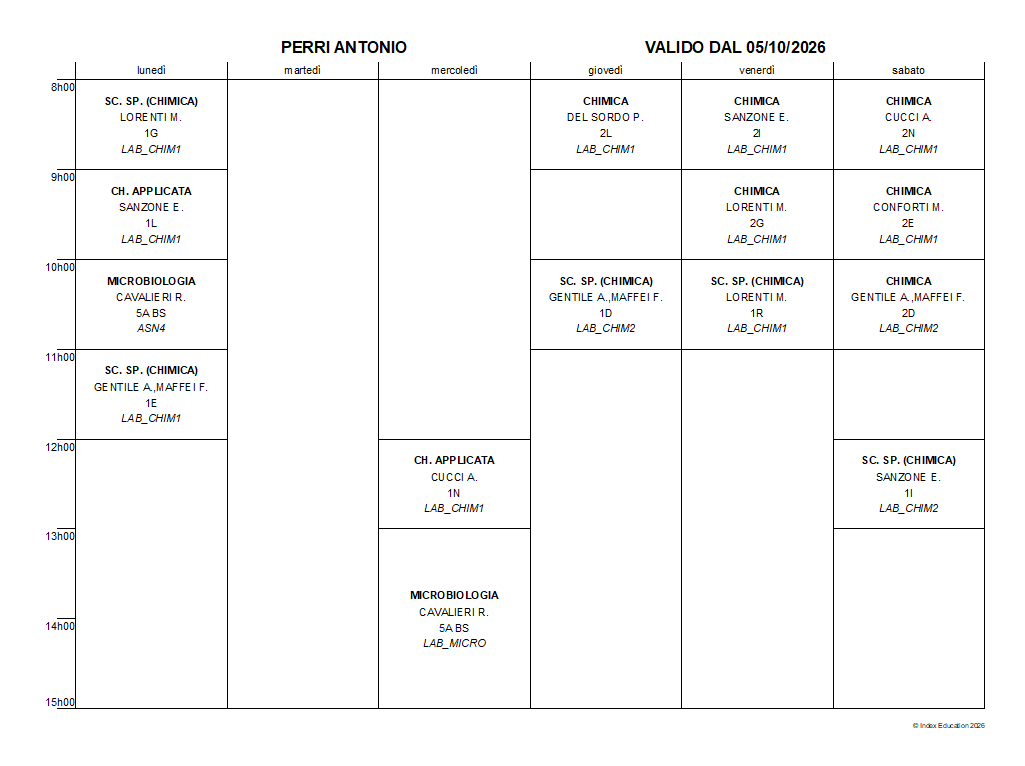 PERRI ANTONIO
VALIDO DAL 05/10/2026
lunedì
martedì
mercoledì
giovedì
venerdì
sabato
8h00
SC. SP. (CHIMICA)
LORENTI M.
1G
LAB_CHIM1
CHIMICA
DEL SORDO P.
2L
LAB_CHIM1
CHIMICA
SANZONE E.
2I
LAB_CHIM1
CHIMICA
CUCCI A.
2N
LAB_CHIM1
9h00
CH. APPLICATA
SANZONE E.
1L
LAB_CHIM1
CHIMICA
LORENTI M.
2G
LAB_CHIM1
CHIMICA
CONFORTI M.
2E
LAB_CHIM1
10h00
MICROBIOLOGIA
CAVALIERI R.
5A BS
ASN4
SC. SP. (CHIMICA)
GENTILE A.,MAFFEI F.
1D
LAB_CHIM2
SC. SP. (CHIMICA)
LORENTI M.
1R
LAB_CHIM1
CHIMICA
GENTILE A.,MAFFEI F.
2D
LAB_CHIM2
11h00
SC. SP. (CHIMICA)
GENTILE A.,MAFFEI F.
1E
LAB_CHIM1
12h00
CH. APPLICATA
CUCCI A.
1N
LAB_CHIM1
SC. SP. (CHIMICA)
SANZONE E.
1I
LAB_CHIM2
13h00
MICROBIOLOGIA
CAVALIERI R.
5A BS
LAB_MICRO
14h00
15h00
© Index Education 2026